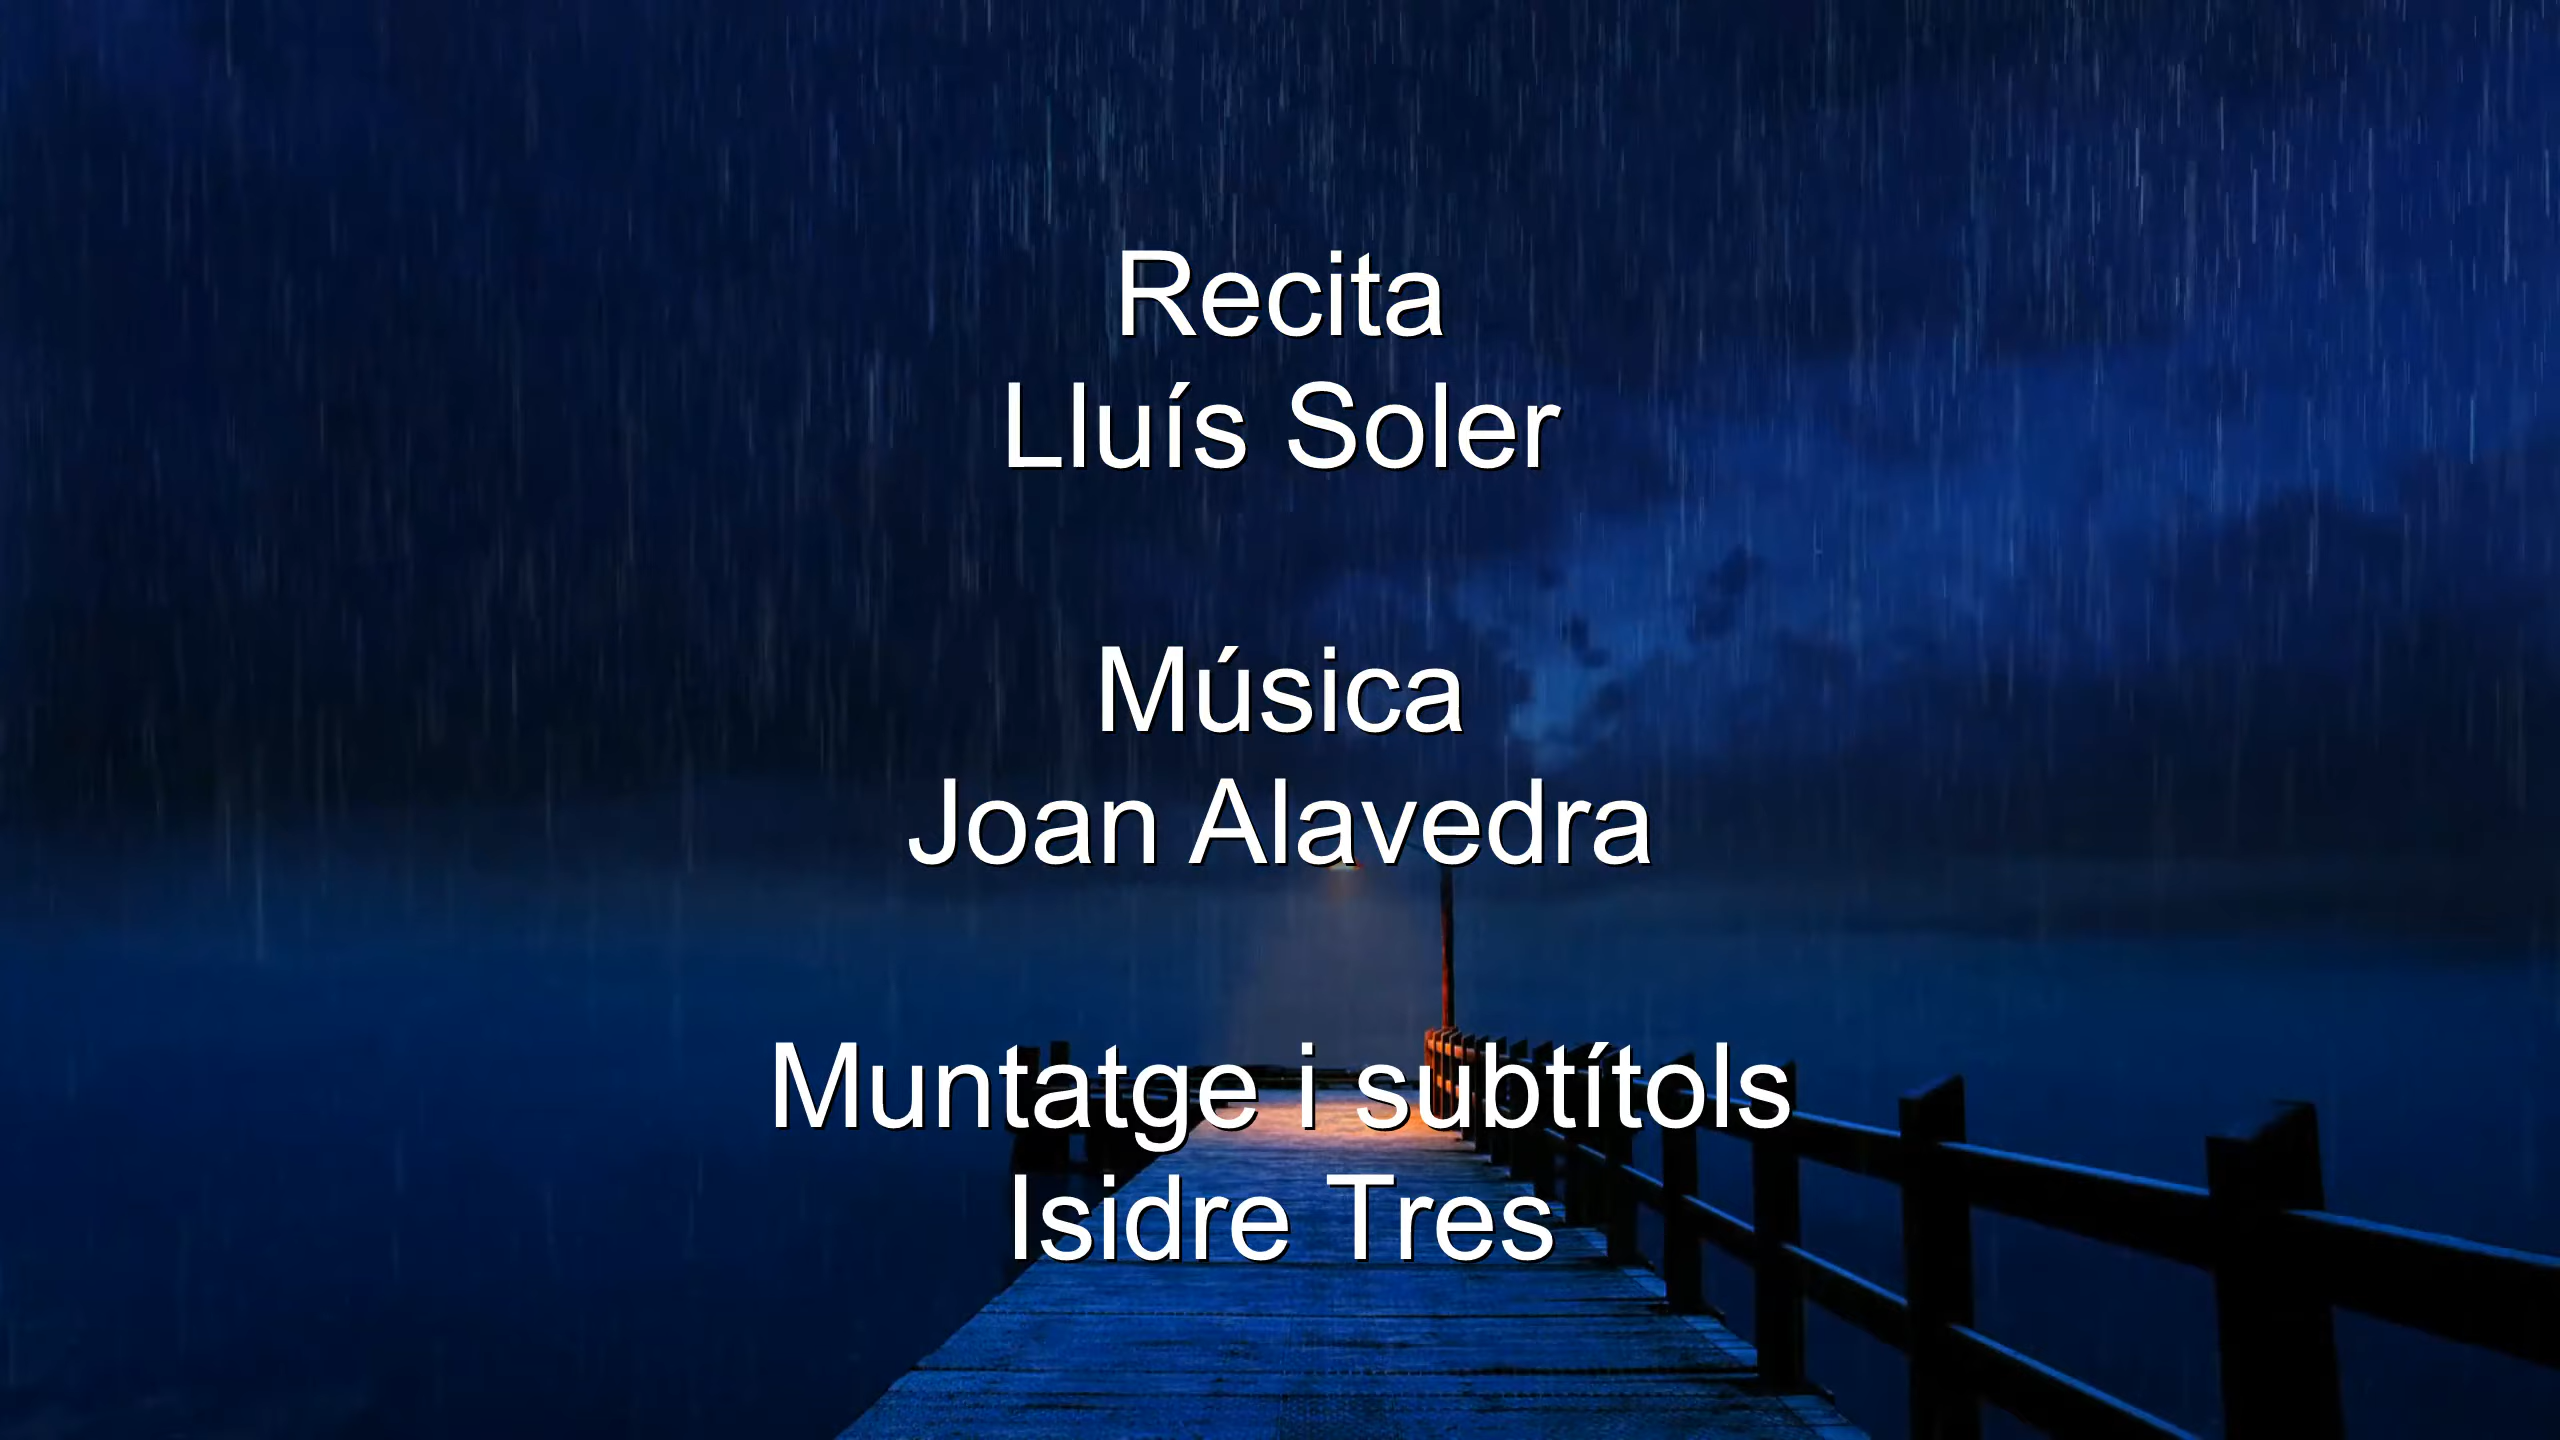 Recita
Lluís Soler
Música
Joan Alavedra
Muntatge i subtítols
Isidre Tres